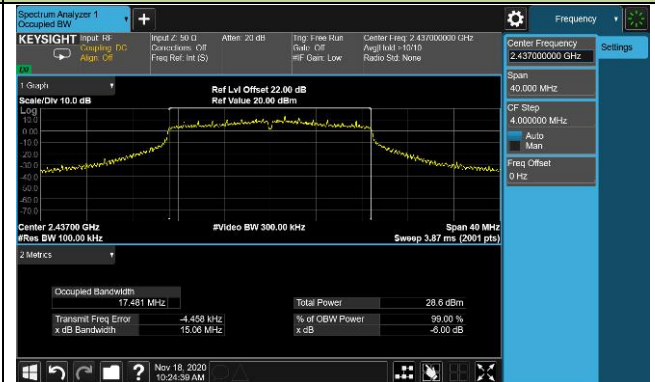 Spectrum Analyzer 1
Occupied BW
+
Frequency
KEYSIGHT Input: RF
Coupling: DC
Align: Off
Input Z: 50 Ω
Corrections: Off
Freq Ref: Int (S)
Atten: 20 dB
Trig: Free Run
Gate: Off
#IF Gain: Low
Center Freq: 2.437000000 GHz
Avg|Hold: >10/10
Radio Std: None
Center Frequency
2.437000000 GHz
Settings
Span
40.000 MHz
CF Step
4.000000 MHz
Auto
Man
Freq Offset
0 Hz
1 Graph
Scale/Div 10.0 dB
Ref Lvl Offset 22.00 dB
Ref Value 20.00 dBm
Log
10.0
0.00
-10.0
-20.0
-30.0
-40.0
-50.0
-60.0
-70.0
Center 2.43700 GHz
#Res BW 100.00 kHz
#Video BW 300.00 kHz
Span 40 MHz
Sweep 3.87 ms (2001 pts)
2 Metrics
Occupied Bandwidth
17.481 MHz
Total Power 28.6 dBm
Transmit Freq Error -4.458 kHz
% of OBW Power 99.00 %
x dB Bandwidth 15.06 MHz
x dB -6.00 dB
?
Nov 18, 2020
10:24:39 AM